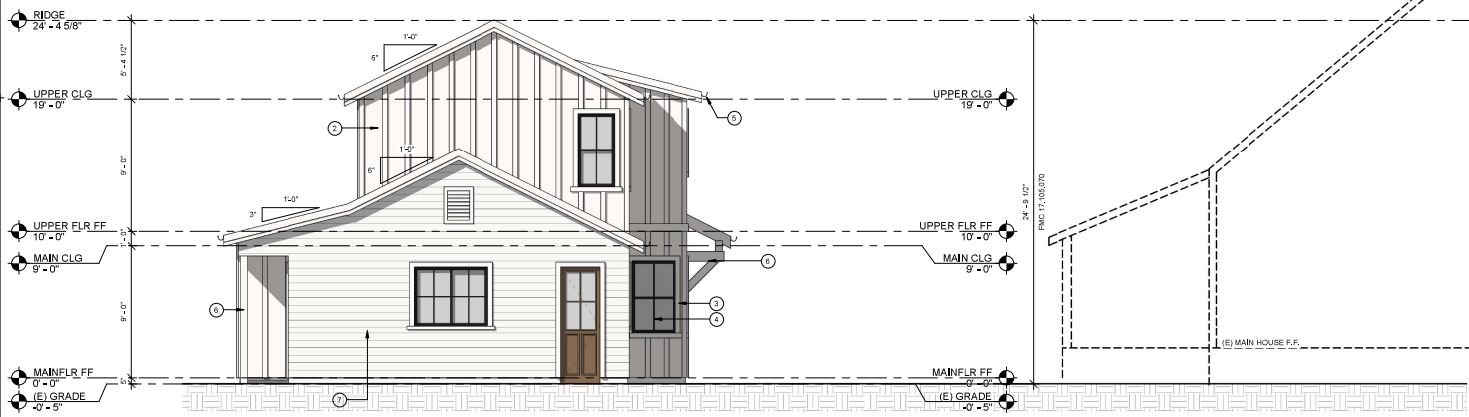 RIDGE
24' - 4 5/8"
5' - 4 1/2"
UPPER CLG
19' - 0"
9' - 0"
UPPER FLR FF
10' - 0"
1' - 0"
MAIN CLG
9' - 0"
9' - 0"
MAINFLR FF
0' - 0"
5"
(E) GRADE
-0' - 5"
1'-0"
6"
2
1'-0"
6"
1'-0"
3"
5
6
6
3
4
7
UPPER CLG
19' - 0"
UPPER FLR FF
10' - 0"
MAIN CLG
9' - 0"
MAINFLR FF
0' - 0"
(E) GRADE
-0' - 5"
24' - 9 1/2"
FMC 17.105.070
(E) MAIN HOUSE F.F.